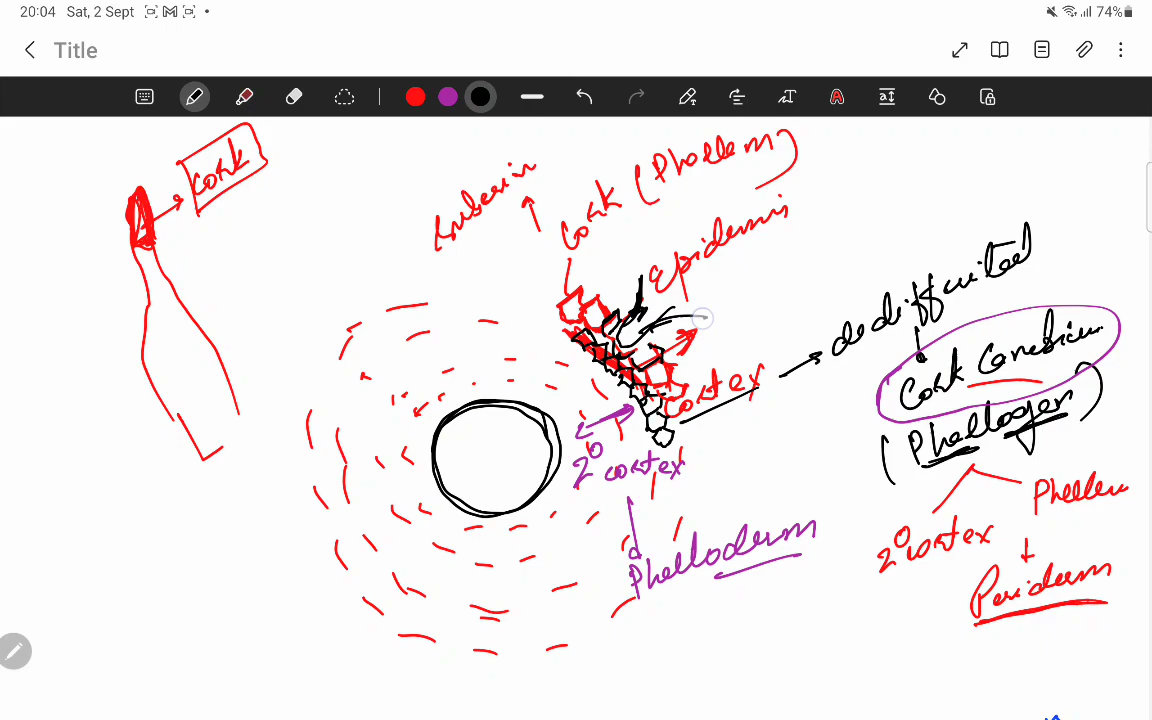 20:04 Sat, 2 Sept
74%
Title
Cork
Suberin
Cork (Phellem)
Epidermis
dediffritated
Cork Cambium
(Phellogen)
Cortex
2° cortex
Phelloderm
2° cortex
Phellem
Periderm